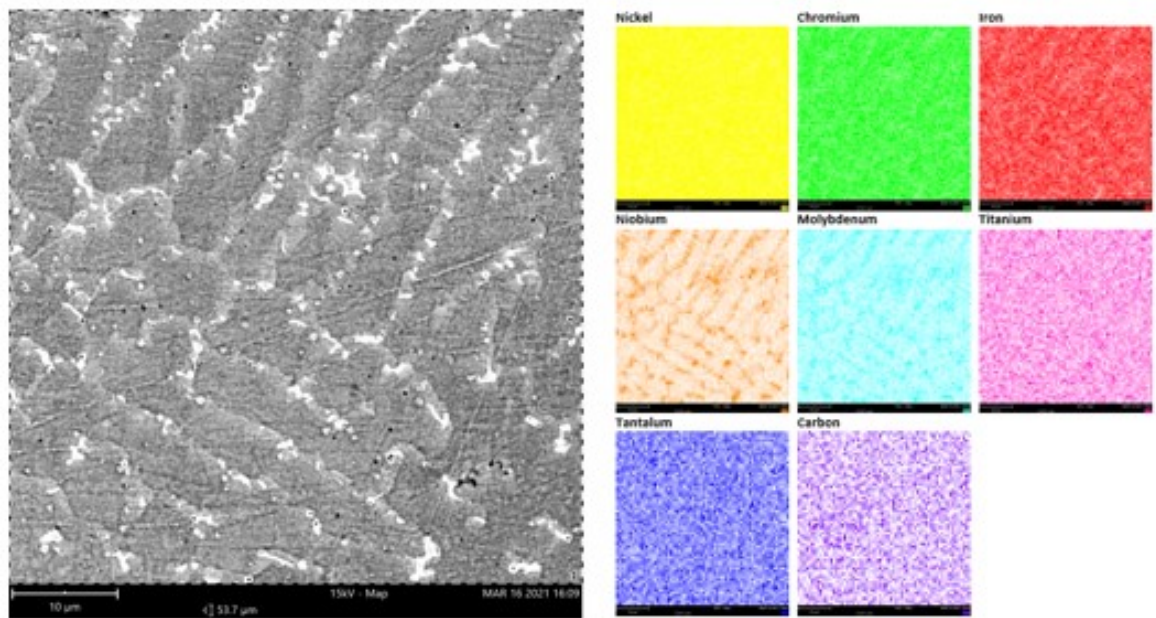 Nickel
Chromium
Iron
Niobium
Molybdenum
Titanium
Tantalum
Carbon
10 µm
53.7 µm
15kV - Map
MAR 16 2021 16:09